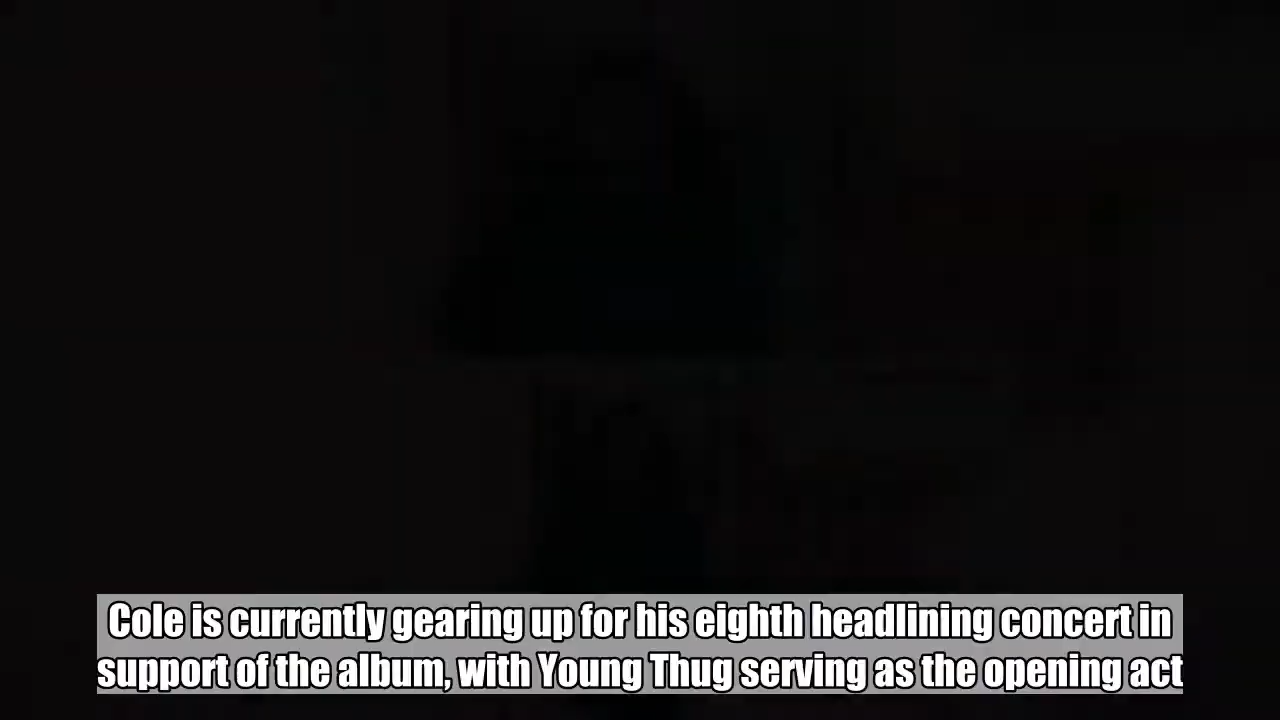 Cole is currently gearing up for his eighth headlining concert in
support of the album, with Young Thug serving as the opening act